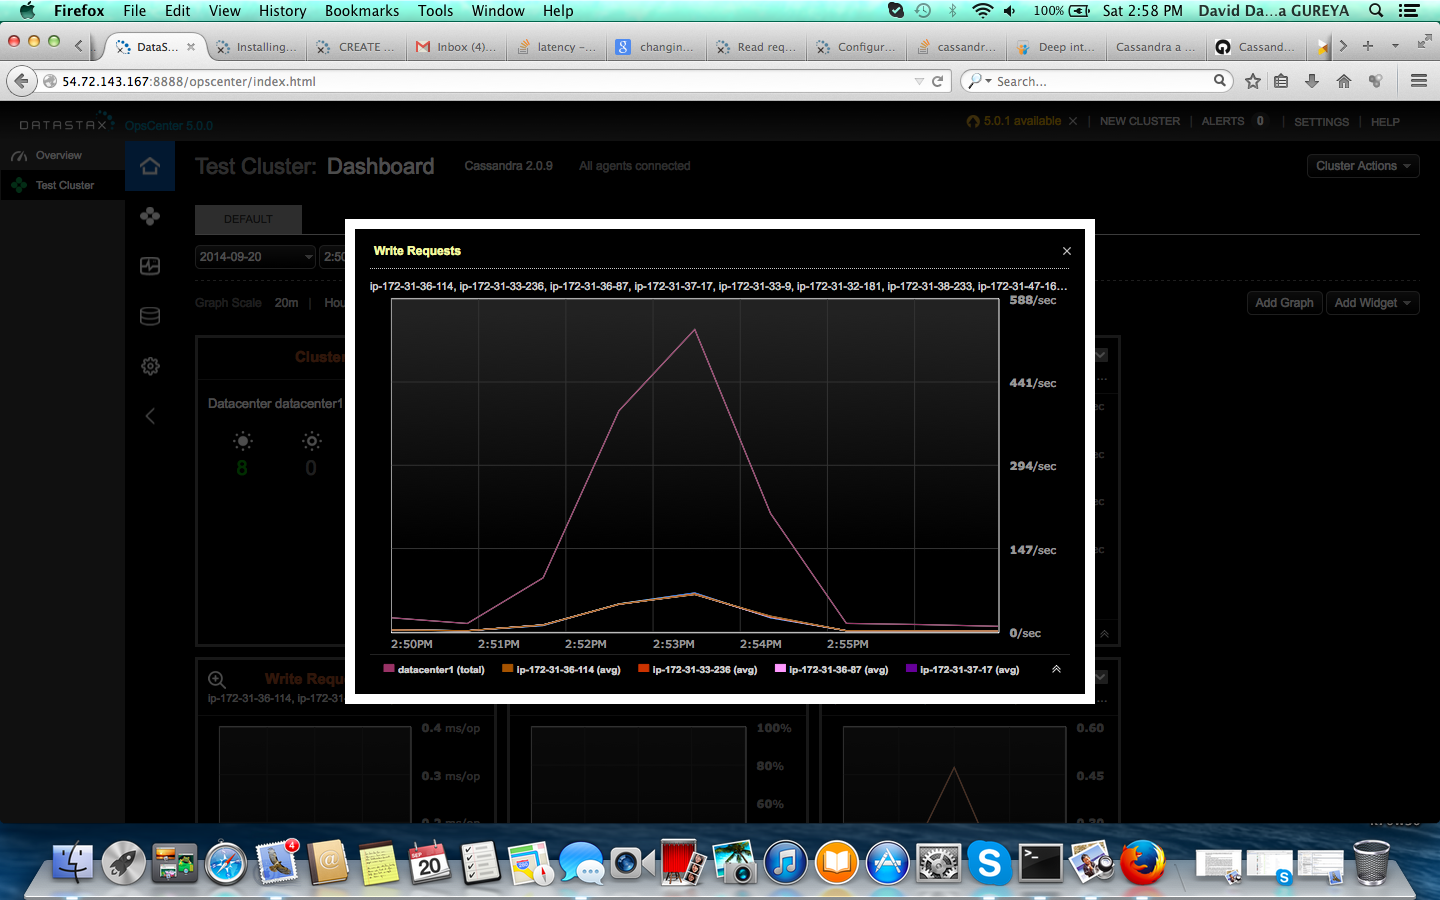 Firefox File Edit View History Bookmarks Tools Window Help 100% Sat 2:58 PM David Da...a GUREYA
DataS... Installing... CREATE ... Inbox (4)... latency –... changin... Read req... Configur... cassandr... Deep int... Cassandra a ... Cassand...
54.72.143.167:8888/opscenter/index.html Search...
DATASTAX OpsCenter 5.0.0 5.0.1 available × NEW CLUSTER ALERTS 0 SETTINGS HELP
Overview
Test Cluster
Test Cluster: Dashboard Cassandra 2.0.9 All agents connected Cluster Actions
DEFAULT
2014-09-20 2:50
Graph Scale 20m Hou Add Graph Add Widget
Write Requests ×
ip-172-31-36-114, ip-172-31-33-236, ip-172-31-36-87, ip-172-31-37-17, ip-172-31-33-9, ip-172-31-32-181, ip-172-31-38-233, ip-172-31-47-16...
588/sec
441/sec
294/sec
147/sec
0/sec
2:50PM 2:51PM 2:52PM 2:53PM 2:54PM 2:55PM
datacenter1 (total) ip-172-31-36-114 (avg) ip-172-31-33-236 (avg) ip-172-31-36-87 (avg) ip-172-31-37-17 (avg)
Cluster
Datacenter datacenter1
8 0
Write Requ
ip-172-31-36-114, ip-172-31-
0.4 ms/op 100% 0.60
0.3 ms/op 80% 0.45
60% 0.30
4
SEP
20